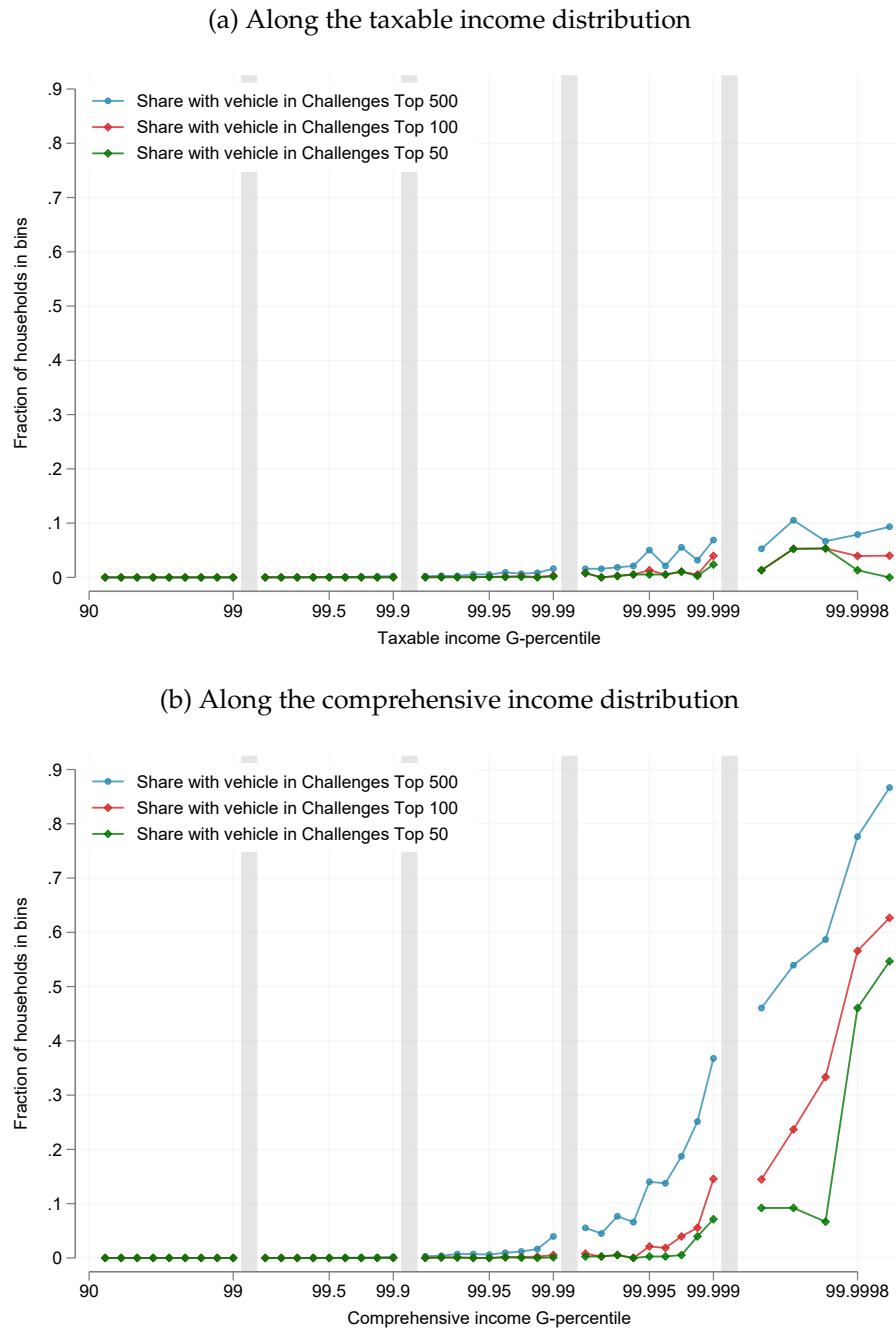 (a) Along the taxable income distribution
Share with vehicle in Challenges Top 500
Share with vehicle in Challenges Top 100
Share with vehicle in Challenges Top 50
.9
.8
.7
.6
.5
.4
.3
.2
.1
0
Fraction of households in bins
90 99 99.5 99.9 99.95 99.99 99.995 99.999 99.9998
Taxable income G-percentile
(b) Along the comprehensive income distribution
Share with vehicle in Challenges Top 500
Share with vehicle in Challenges Top 100
Share with vehicle in Challenges Top 50
.9
.8
.7
.6
.5
.4
.3
.2
.1
0
Fraction of households in bins
90 99 99.5 99.9 99.95 99.99 99.995 99.999 99.9998
Comprehensive income G-percentile